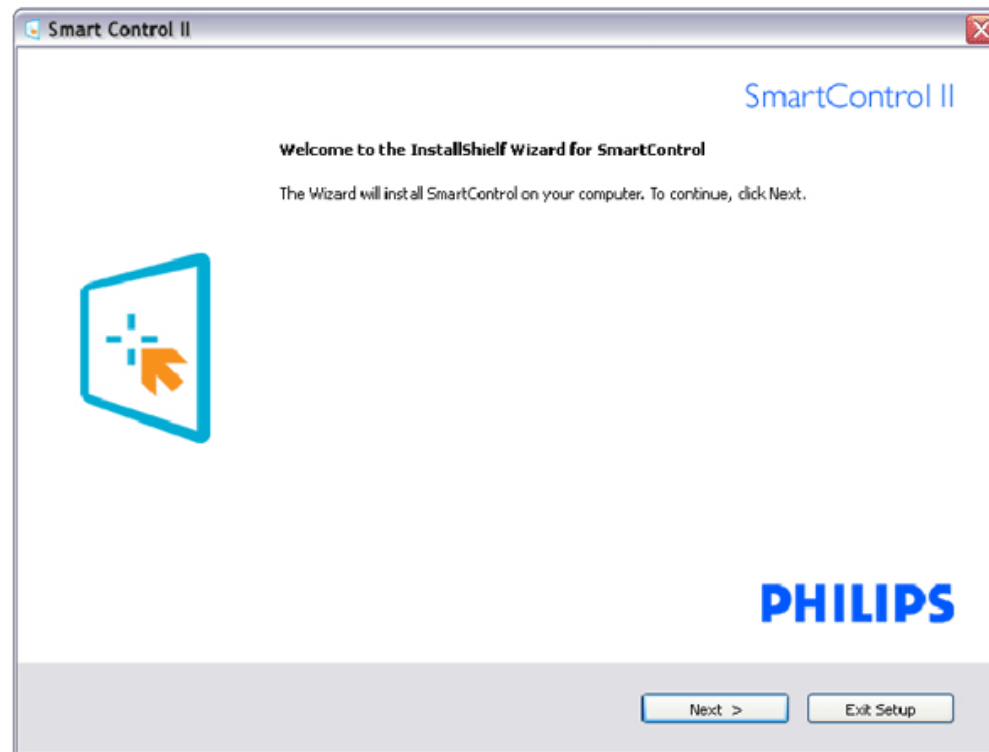 Smart Control II
SmartControl II
Welcome to the InstallShielf Wizard for SmartControl
The Wizard will install SmartControl on your computer. To continue, click Next.
PHILIPS
Next >
Exit Setup